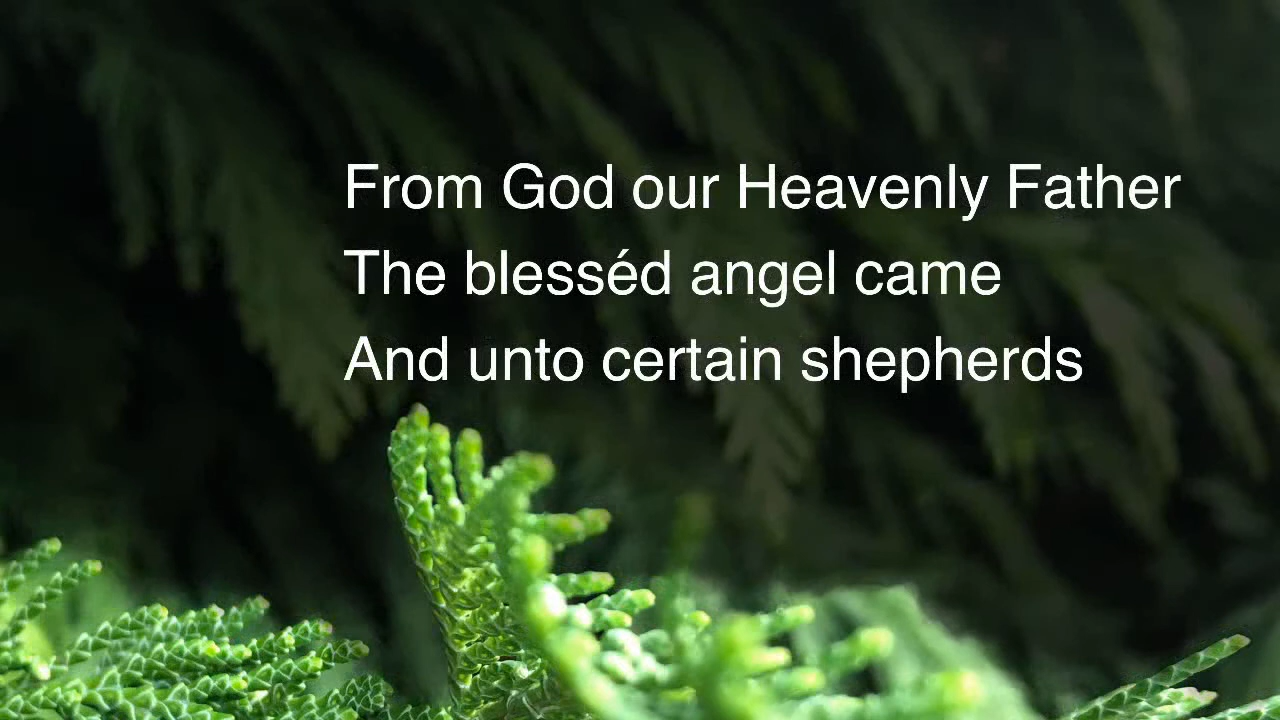 From God our Heavenly Father
The blesséd angel came
And unto certain shepherds